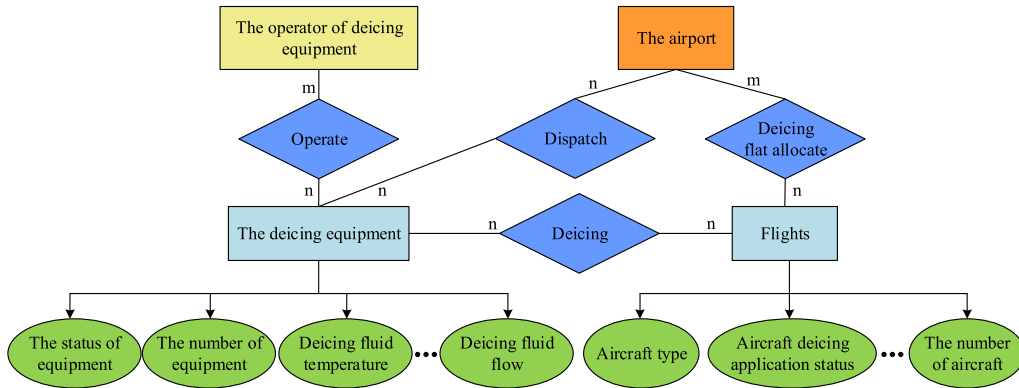 The operator of deicing
equipment
The airport
m
n
m
Operate
Dispatch
Deicing
flat allocate
n
n
n
The deicing equipment
n
Deicing
n
Flights
The status of
equipment
The number of
equipment
Deicing fluid
temperature
•••
Deicing fluid
flow
Aircraft type
Aircraft deicing
application status
•••
The number
of aircraft